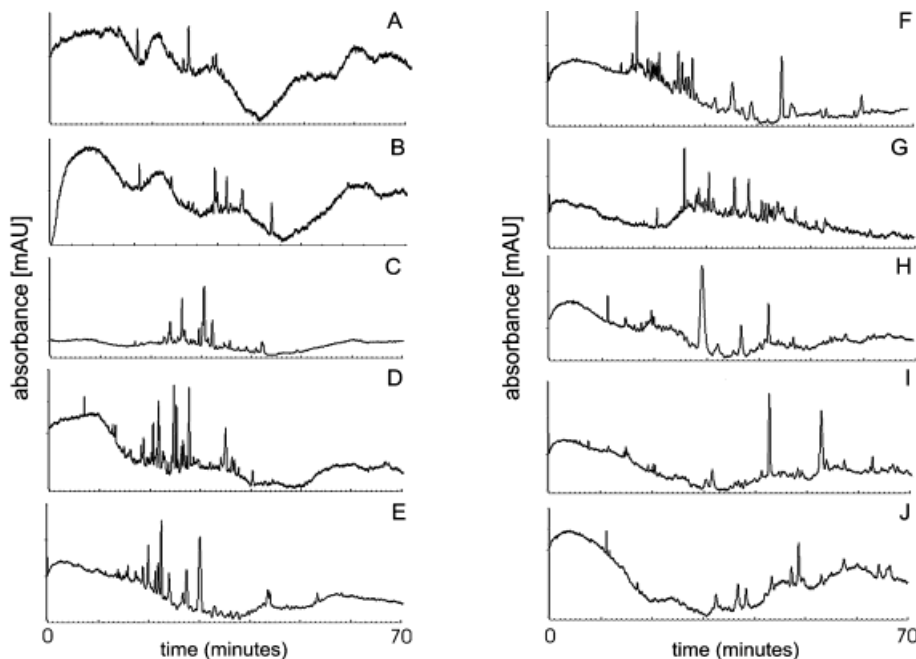 A
B
C
D
E
absorbance [mAU]
0
70
time (minutes)
F
G
H
I
J
absorbance [mAU]
0
70
time (minutes)